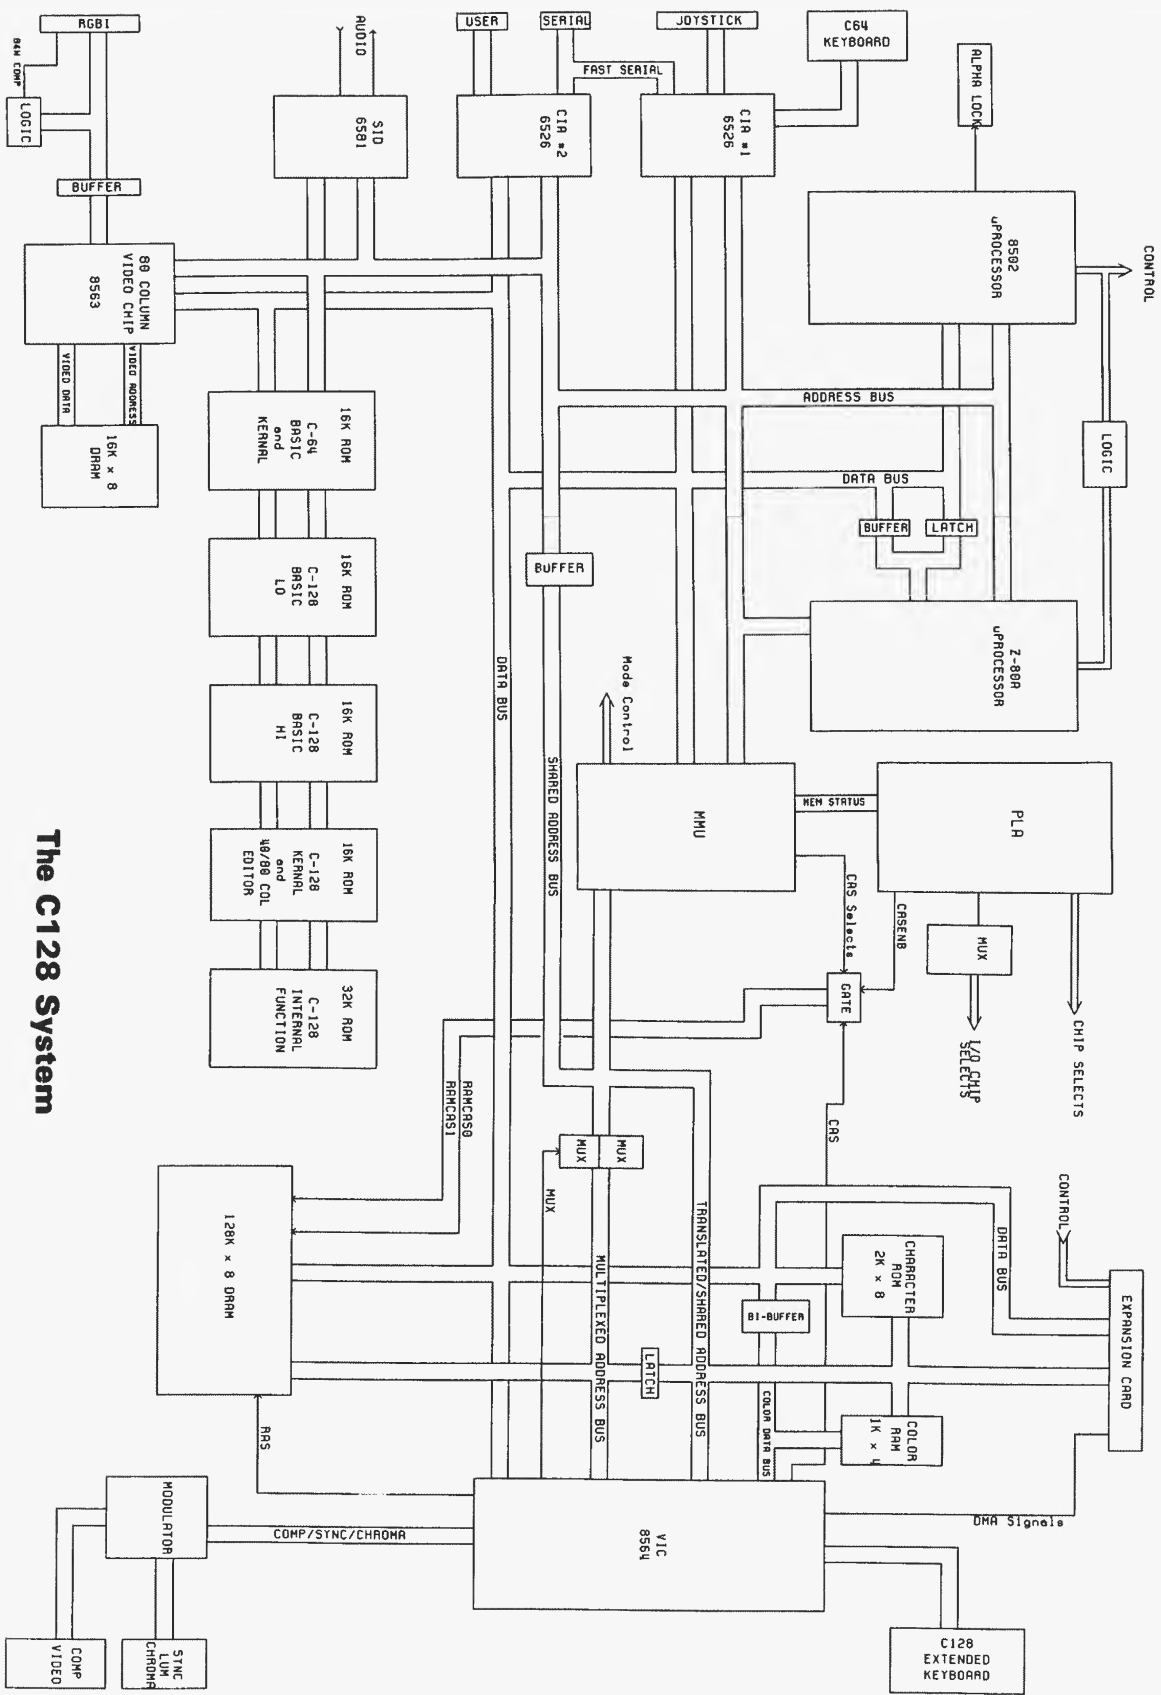 RGBI
B&W COMP
LOGIC
BUFFER
80 COLUMN
VIDEO CHIP
8563
VIDEO ADDRESS
VIDEO DATA
16K × 8
DRAM
AUDIO
SID
6581
USER
SERIAL
FAST SERIAL
JOYSTICK
C64
KEYBOARD
CIA #2
6526
CIA #1
6526
ALPHA LOCK
8502
uPROCESSOR
CONTROL
LOGIC
ADDRESS BUS
DATA BUS
BUFFER
LATCH
Z-80A
uPROCESSOR
16K ROM
C-64
BASIC
and
KERNAL
16K ROM
C-128
BASIC
LO
16K ROM
C-128
BASIC
HI
16K ROM
C-128
KERNAL
and
40/80 COL
EDITOR
32K ROM
C-128
INTERNAL
FUNCTION
BUFFER
DATA BUS
SHARED ADDRESS BUS
Mode Control
MMU
MEM STATUS
PLA
CAS Selects
CASENB
MUX
GATE
I/O CHIP
SELECTS
CHIP SELECTS
RAMCAS0
RAMCAS1
CAS
MUX
MUX
MUX
128K × 8 DRAM
MULTIPLEXED ADDRESS BUS
TRANSLATED/SHARED ADDRESS BUS
LATCH
BI-BUFFER
COLOR DATA BUS
CHARACTER
ROM
2K × 8
COLOR
RAM
1K × 4
DATA BUS
CONTROL
EXPANSION CARD
DMA Signals
RAS
VIC
8564
COMP/SYNC/CHROMA
MODULATOR
COMP
VIDEO
SYNC
LUM
CHROMA
C128
EXTENDED
KEYBOARD
The C128 System